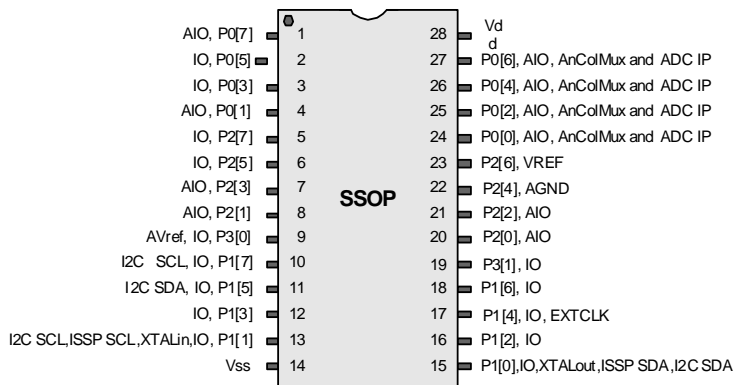 AIO, P0[7] 1
IO, P0[5] 2
IO, P0[3] 3
AIO, P0[1] 4
IO, P2[7] 5
IO, P2[5] 6
AIO, P2[3] 7
AIO, P2[1] 8
AVref, IO, P3[0] 9
I2C SCL, IO, P1[7] 10
I2C SDA, IO, P1[5] 11
IO, P1[3] 12
I2C SCL,ISSP SCL,XTALin,IO, P1[1] 13
Vss 14
SSOP
28 Vd
d
27 P0[6], AIO, AnColMux and ADC IP
26 P0[4], AIO, AnColMux and ADC IP
25 P0[2], AIO, AnColMux and ADC IP
24 P0[0], AIO, AnColMux and ADC IP
23 P2[6], VREF
22 P2[4], AGND
21 P2[2], AIO
20 P2[0], AIO
19 P3[1], IO
18 P1[6], IO
17 P1[4], IO, EXTCLK
16 P1[2], IO
15 P1[0],IO,XTALout,ISSP SDA,I2C SDA